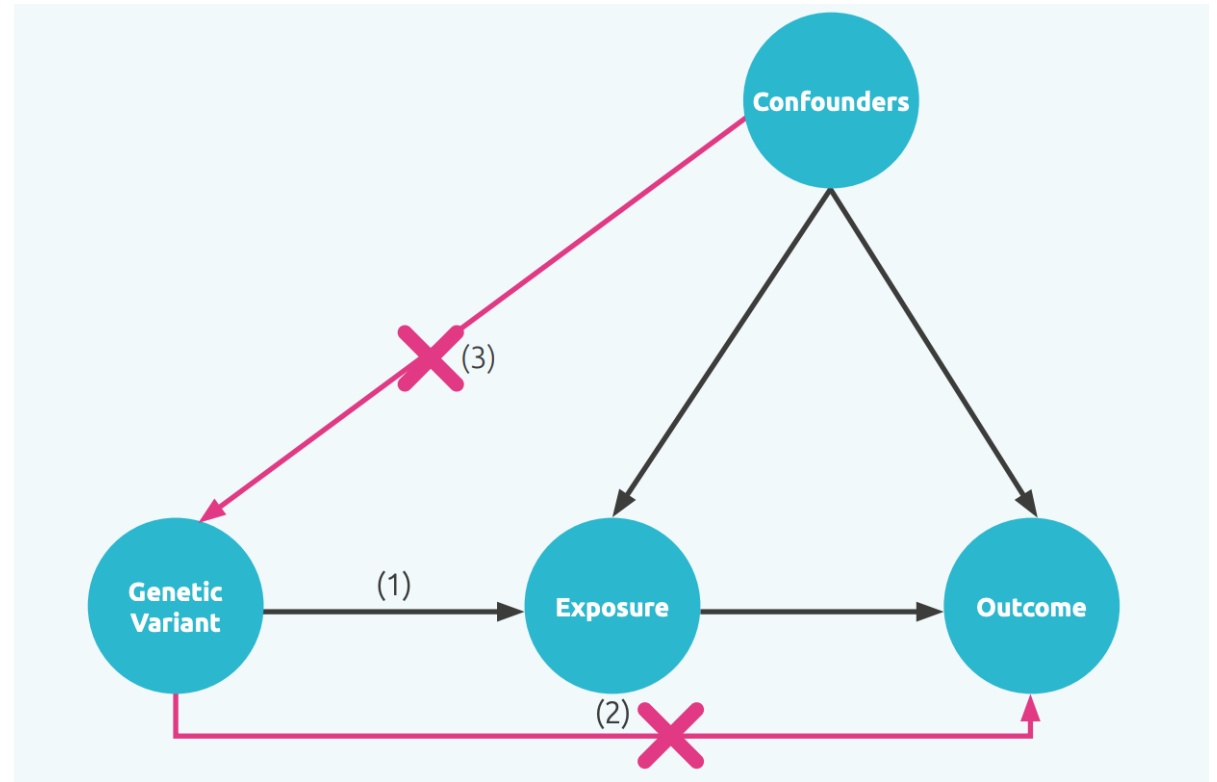 Confounders
(3)
(1)
Genetic
Variant
Exposure
Outcome
(2)